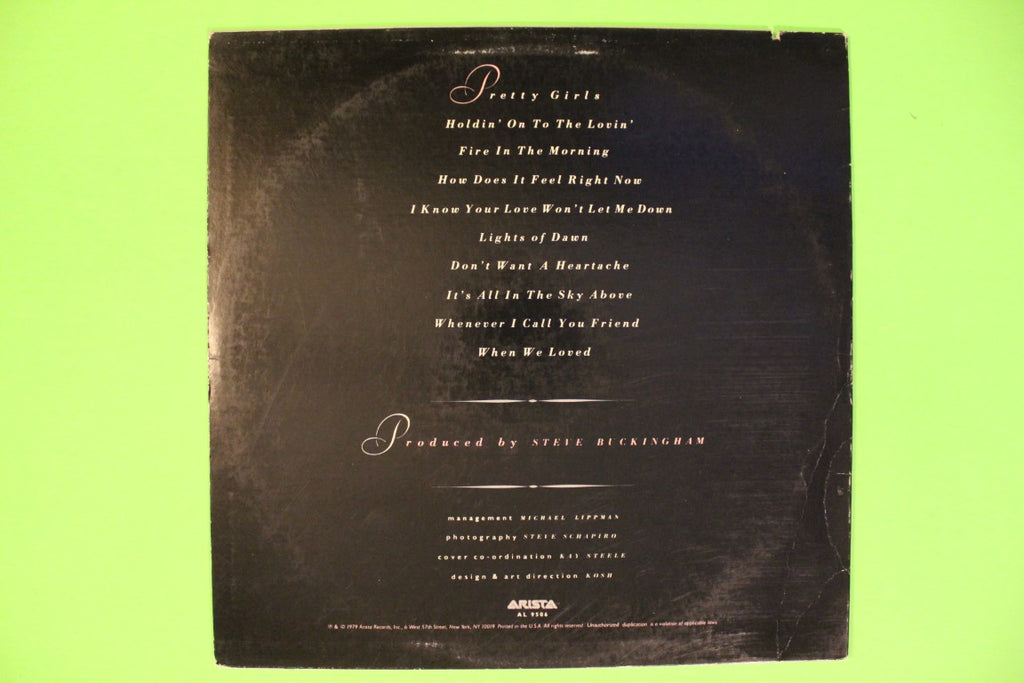 Pretty Girls
Holdin' On To The Lovin'
Fire In The Morning
How Does It Feel Right Now
I Know Your Love Won't Let Me Down
Lights of Dawn
Don't Want A Heartache
It's All In The Sky Above
Whenever I Call You Friend
When We Loved
Produced by STEVE BUCKINGHAM
management MICHAEL LIPPMAN
photography STEVE SCHAPIRO
cover co-ordination KAY STEELE
design & art direction KOSH
ARISTA
AL 9506
℗ & © 1979 Arista Records, Inc., 6 West 57th Street, New York, NY 10019 Printed in the U.S.A. All rights reserved. Unauthorized duplication is a violation of applicable laws